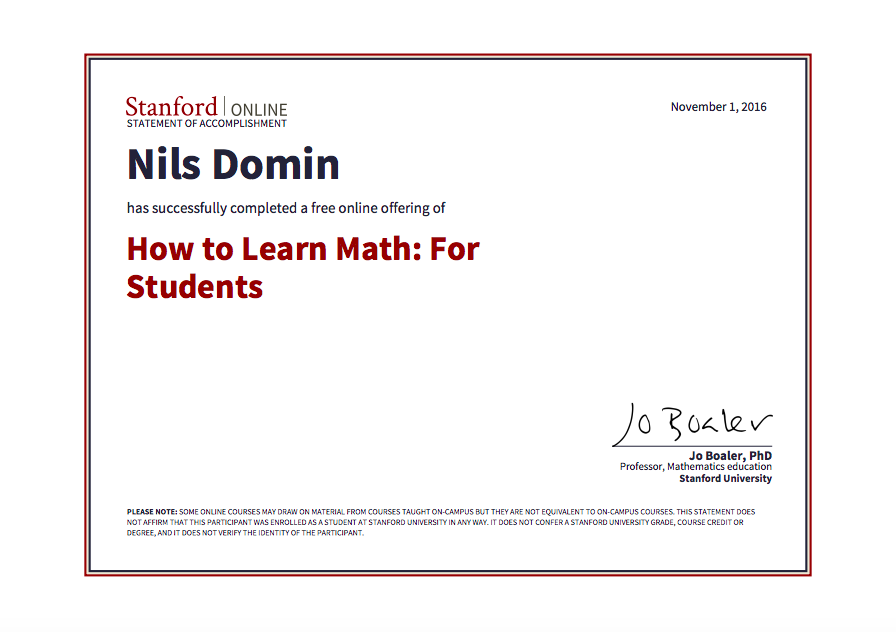 Stanford | ONLINE
STATEMENT OF ACCOMPLISHMENT
November 1, 2016
Nils Domin
has successfully completed a free online offering of
How to Learn Math: For
Students
Jo Boaler
Jo Boaler, PhD
Professor, Mathematics education
Stanford University
PLEASE NOTE: SOME ONLINE COURSES MAY DRAW ON MATERIAL FROM COURSES TAUGHT ON-CAMPUS BUT THEY ARE NOT EQUIVALENT TO ON-CAMPUS COURSES. THIS STATEMENT DOES
NOT AFFIRM THAT THIS PARTICIPANT WAS ENROLLED AS A STUDENT AT STANFORD UNIVERSITY IN ANY WAY. IT DOES NOT CONFER A STANFORD UNIVERSITY GRADE, COURSE CREDIT OR
DEGREE, AND IT DOES NOT VERIFY THE IDENTITY OF THE PARTICIPANT.